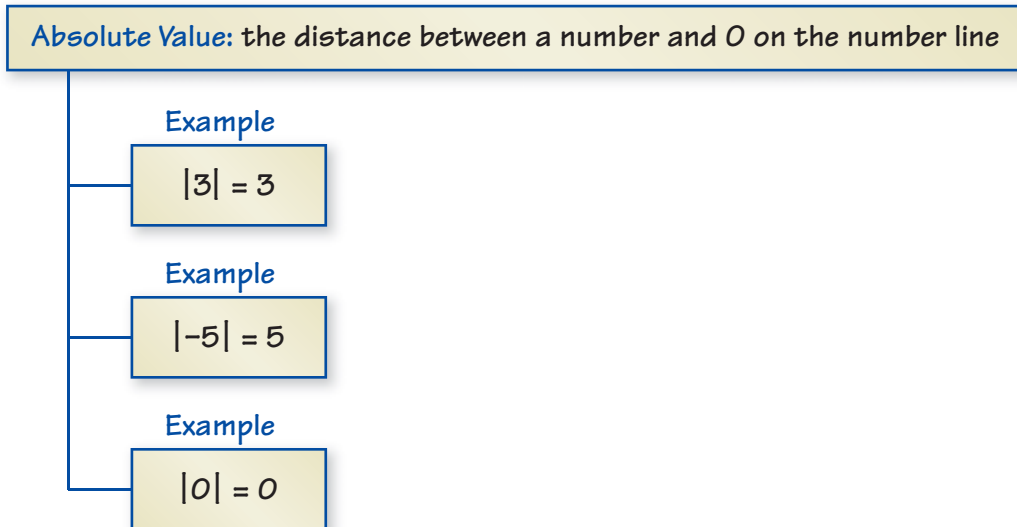 Absolute Value: the distance between a number and 0 on the number line
Example
|3| = 3
Example
|−5| = 5
Example
|0| = 0